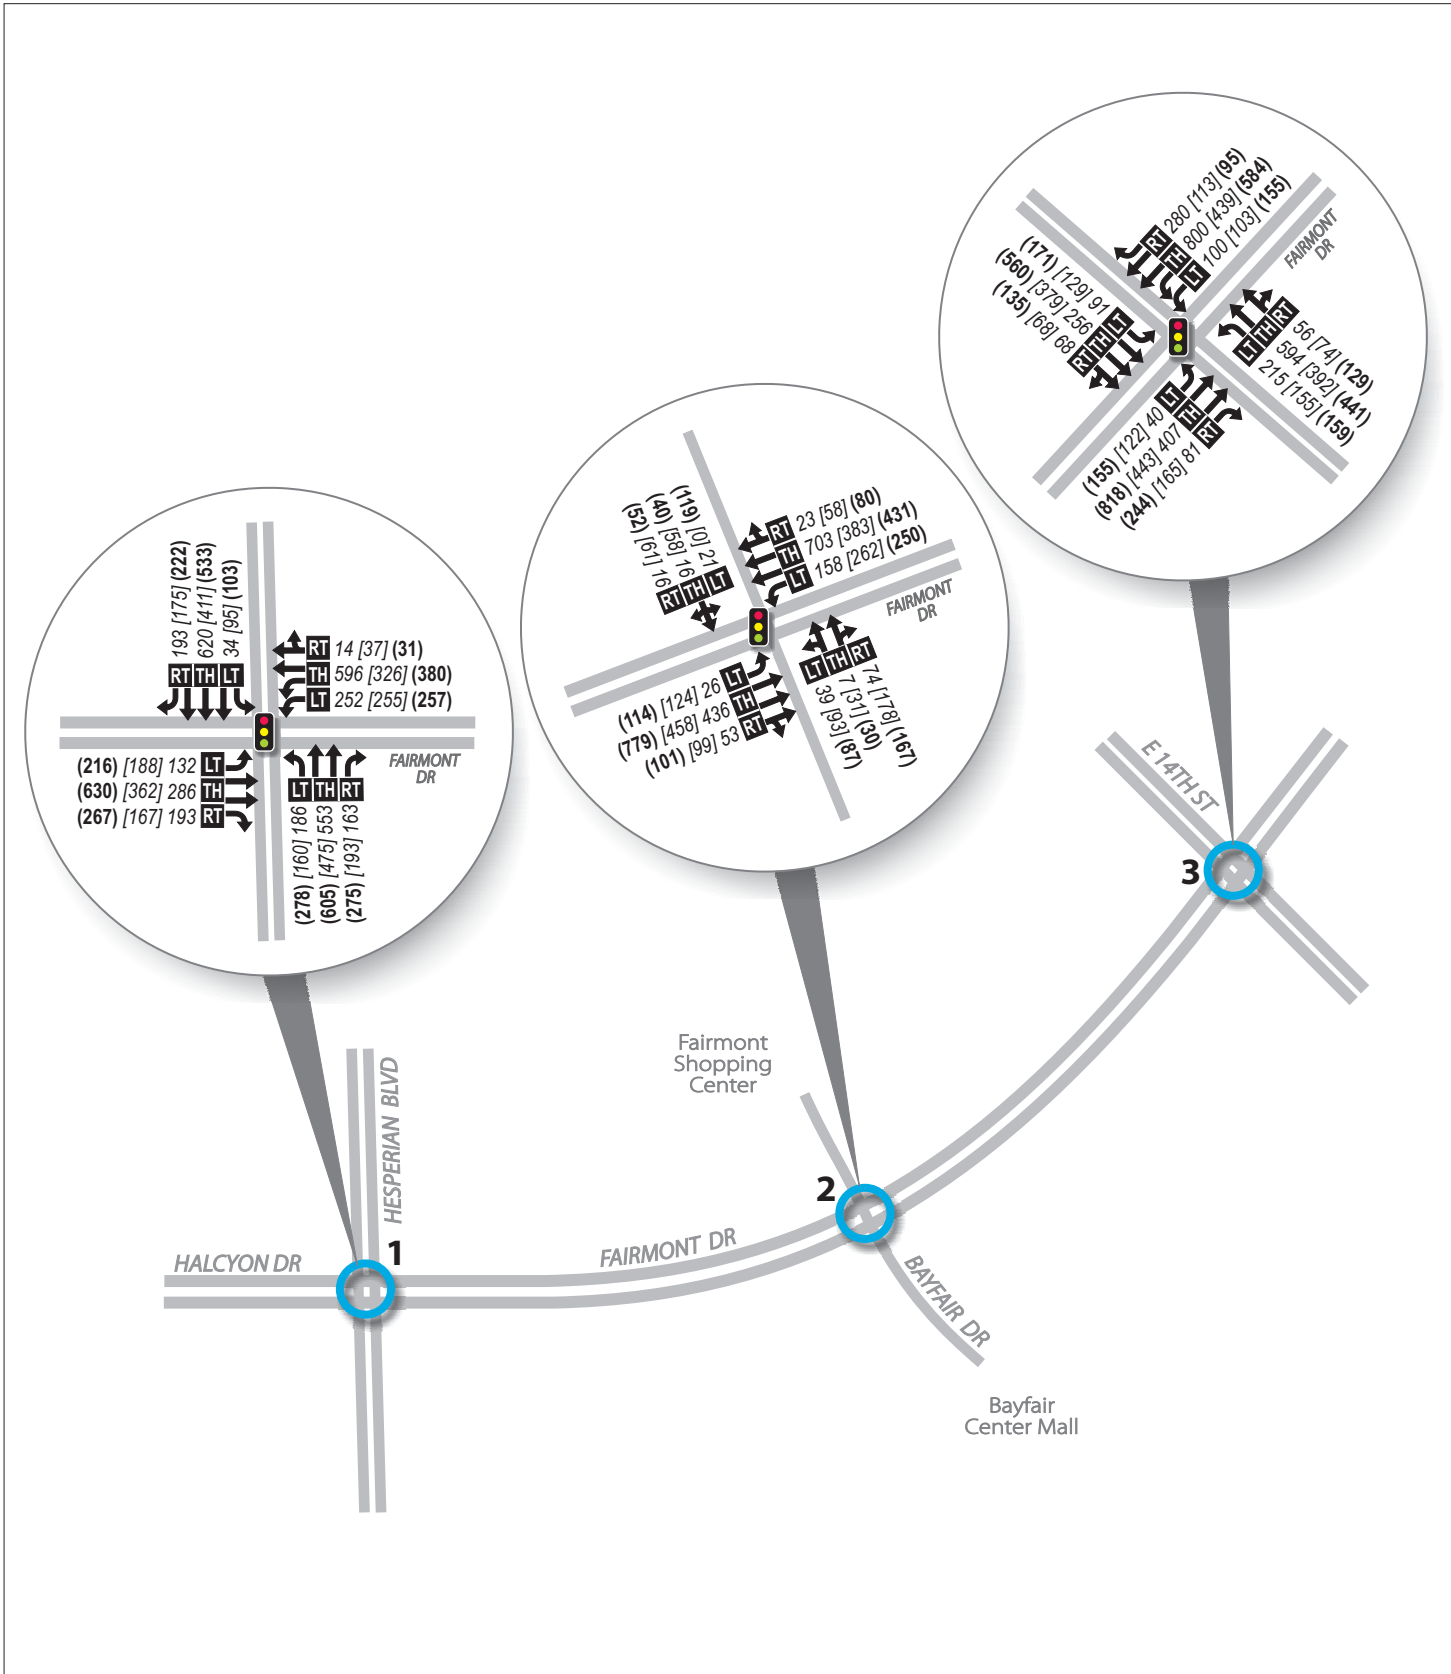 RT 280 [113] (95)
TH 800 [439] (584)
LT 100 [103] (155)
FAIRMONT
DR
(171) [129] 91 LT
(560) [379] 256 TH
(135) [68] 68 RT
RT 56 [74] (129)
TH 594 [392] (441)
LT 215 [155] (159)
(155) [122] 40 LT
(818) [443] 407 TH
(244) [165] 81 RT
(119) [0] 21 LT
(40) [58] 16 TH
(52) [61] 16 RT
RT 23 [58] (80)
TH 703 [383] (431)
LT 158 [262] (250)
FAIRMONT
DR
(114) [124] 26 LT
(779) [458] 436 TH
(101) [99] 53 RT
LT 39 [93] (87)
TH 7 [31] (30)
RT 74 [178] (167)
RT 193 [175] (222)
TH 620 [411] (533)
LT 34 [95] (103)
RT 14 [37] (31)
TH 596 [326] (380)
LT 252 [255] (257)
FAIRMONT
DR
(216) [188] 132 LT
(630) [362] 286 TH
(267) [167] 193 RT
(278) [160] 186 LT
(605) [475] 553 TH
(275) [193] 163 RT
E 14TH ST
3
Fairmont
Shopping
Center
HESPERIAN BLVD
2
1
HALCYON DR
FAIRMONT DR
BAYFAIR DR
Bayfair
Center Mall